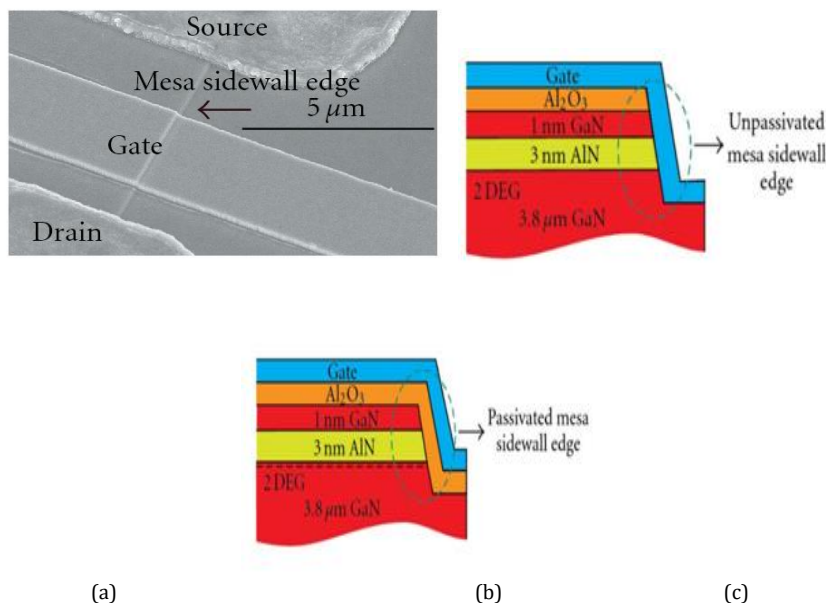 Source
Mesa sidewall edge
5 μm
Gate
Drain
Gate
Al₂O₃
1 nm GaN
3 nm AlN
2 DEG
3.8 μm GaN
Unpassivated
mesa sidewall
edge
Gate
Al₂O₃
1 nm GaN
3 nm AlN
2 DEG
3.8 μm GaN
Passivated mesa
sidewall edge
(a)
(b)
(c)